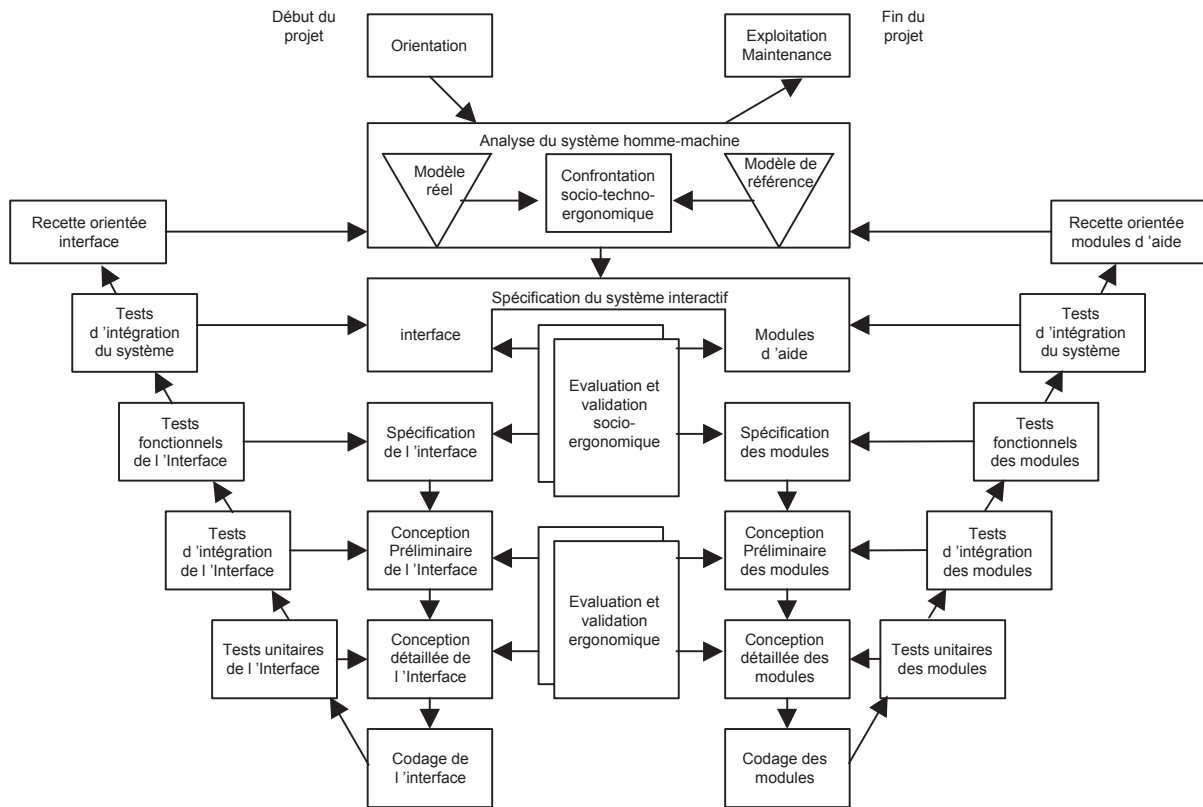 Début du
projet
Orientation
Exploitation
Maintenance
Fin du
projet
Analyse du système homme-machine
Modèle
réel
Confrontation
socio-techno-
ergonomique
Modèle de
référence
Recette orientée
interface
Recette orientée
modules d ’aide
Spécification du système interactif
interface
Modules
d ’aide
Tests
d ’intégration
du système
Tests
d ’intégration
du système
Evaluation et
validation
socio-
ergonomique
Tests
fonctionnels
de l ’Interface
Spécification
de l ’interface
Spécification
des modules
Tests
fonctionnels
des modules
Tests
d ’intégration
de l ’Interface
Conception
Préliminaire
de l ’Interface
Conception
Préliminaire
des modules
Tests
d ’intégration
des modules
Evaluation et
validation
ergonomique
Tests unitaires
de l ’Interface
Conception
détaillée de
l ’Interface
Conception
détaillée des
modules
Tests unitaires
des modules
Codage de
l ’interface
Codage des
modules